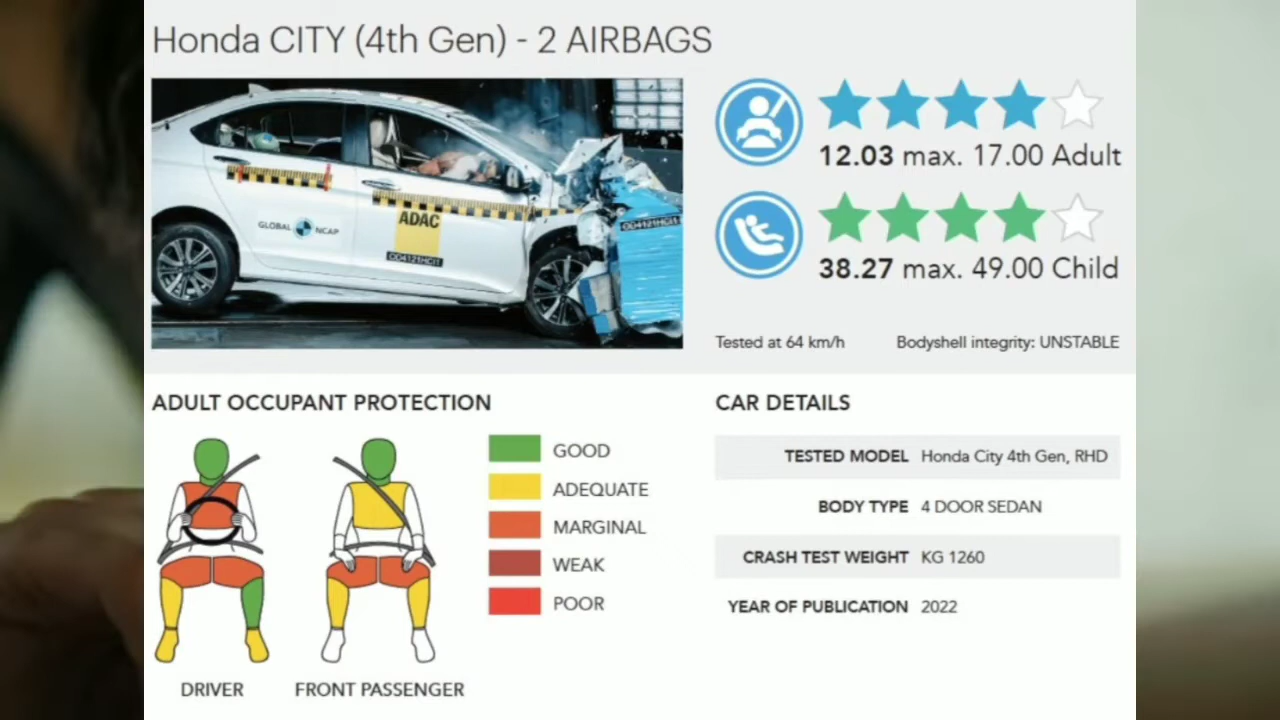 Honda CITY (4th Gen) - 2 AIRBAGS
12.03 max. 17.00 Adult
38.27 max. 49.00 Child
GLOBAL NCAP
ADAC
Tested at 64 km/h
Bodyshell integrity: UNSTABLE
ADULT OCCUPANT PROTECTION
GOOD
ADEQUATE
MARGINAL
WEAK
POOR
DRIVER
FRONT PASSENGER
CAR DETAILS
TESTED MODEL Honda City 4th Gen, RHD
BODY TYPE 4 DOOR SEDAN
CRASH TEST WEIGHT KG 1260
YEAR OF PUBLICATION 2022